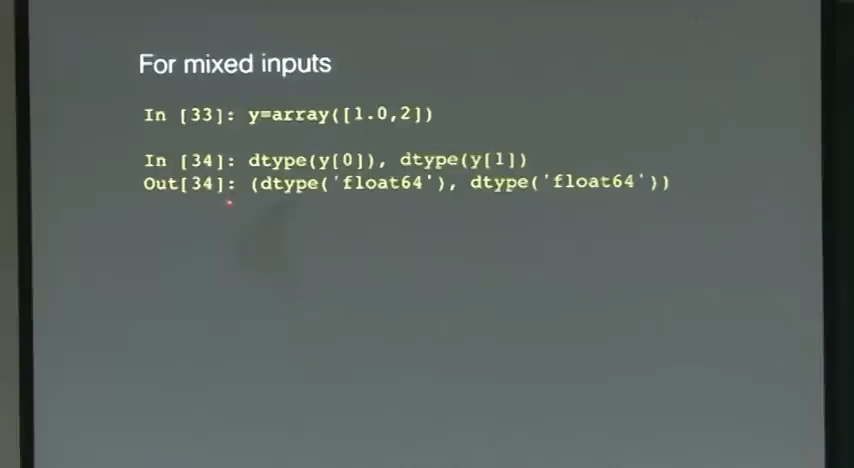 For mixed inputs
In [33]: y=array([1.0,2])
In [34]: dtype(y[0]), dtype(y[1])
Out[34]: (dtype('float64'), dtype('float64'))